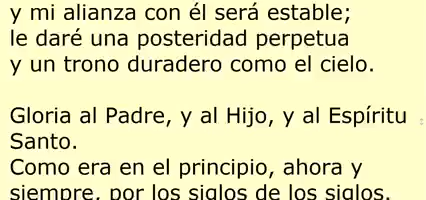 y mi alianza con él será estable;
le daré una posteridad perpetua
y un trono duradero como el cielo.
Gloria al Padre, y al Hijo, y al Espíritu
Santo.
Como era en el principio, ahora y
siempre, por los siglos de los siglos.